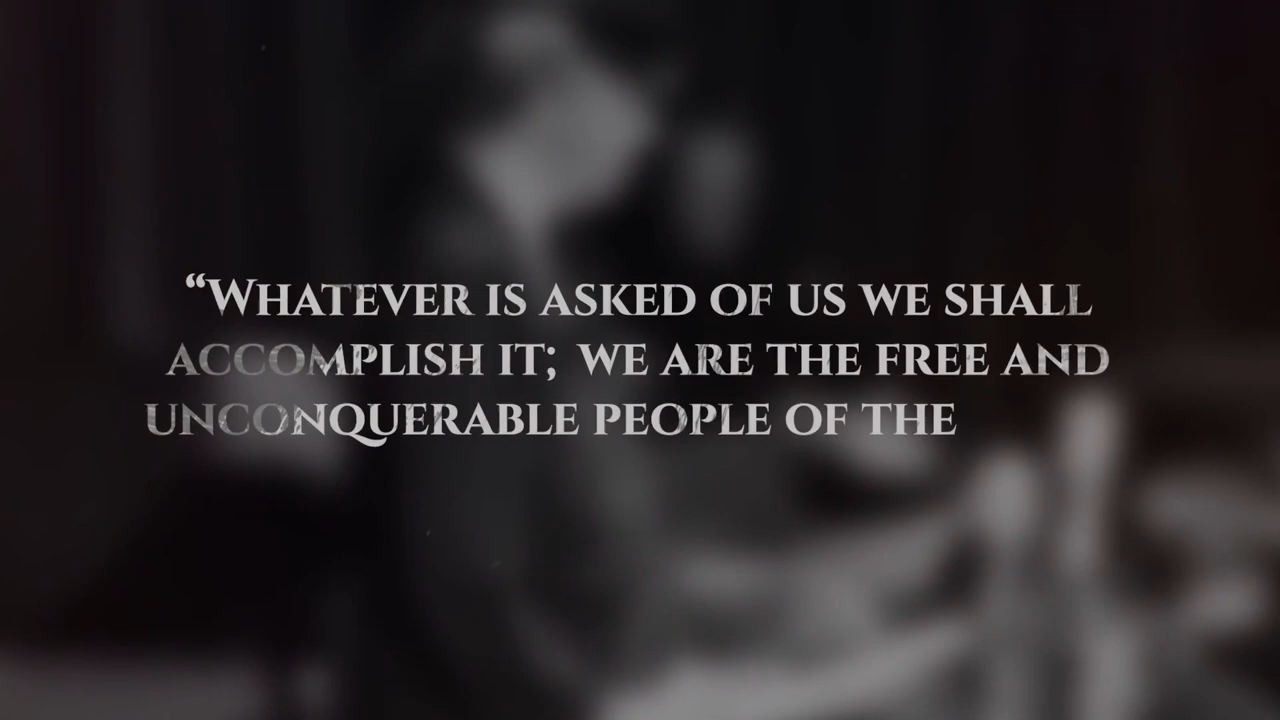 “Whatever is asked of us we shall
accomplish it; we are the free and
unconquerable people of the